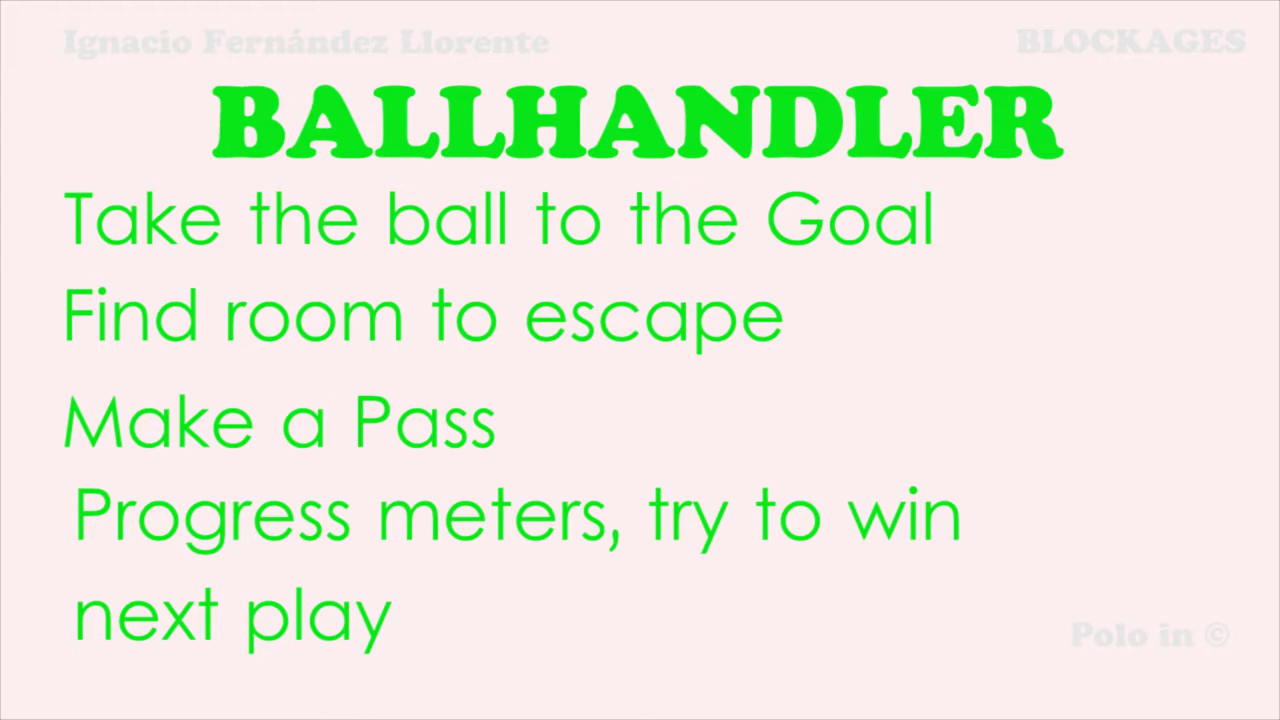 Ignacio Fernández Llorente
BLOCKAGES
BALLHANDLER
Take the ball to the Goal
Find room to escape
Make a Pass
Progress meters, try to win
next play
Polo in ©